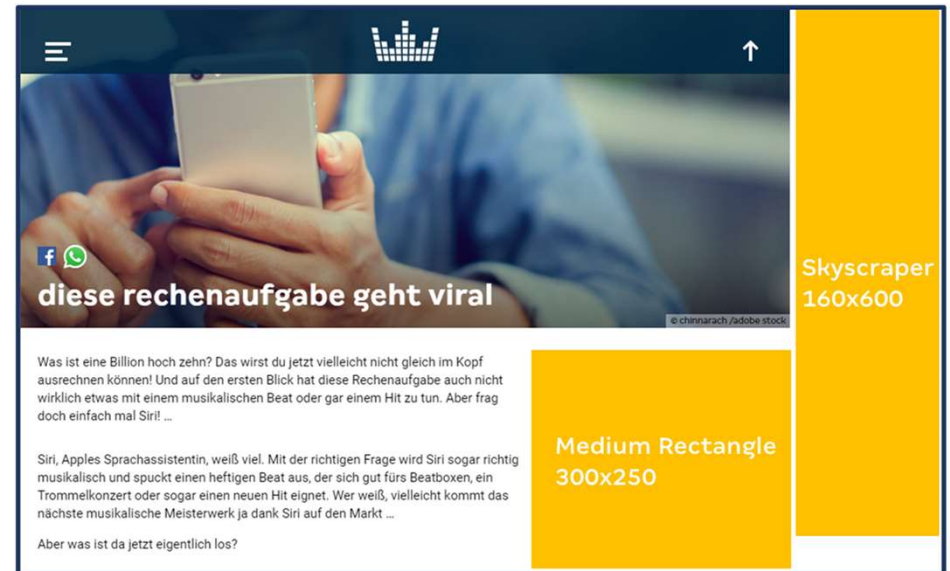 diese rechenaufgabe geht viral
© chinnarach /adobe stock
Was ist eine Billion hoch zehn? Das wirst du jetzt vielleicht nicht gleich im Kopf
ausrechnen können! Und auf den ersten Blick hat diese Rechenaufgabe auch nicht
wirklich etwas mit einem musikalischen Beat oder gar einem Hit zu tun. Aber frag
doch einfach mal Siri! ...
Siri, Apples Sprachassistentin, weiß viel. Mit der richtigen Frage wird Siri sogar richtig
musikalisch und spuckt einen heftigen Beat aus, der sich gut fürs Beatboxen, ein
Trommelkonzert oder sogar einen neuen Hit eignet. Wer weiß, vielleicht kommt das
nächste musikalische Meisterwerk ja dank Siri auf den Markt ...
Aber was ist da jetzt eigentlich los?
Medium Rectangle
300x250
Skyscraper
160x600